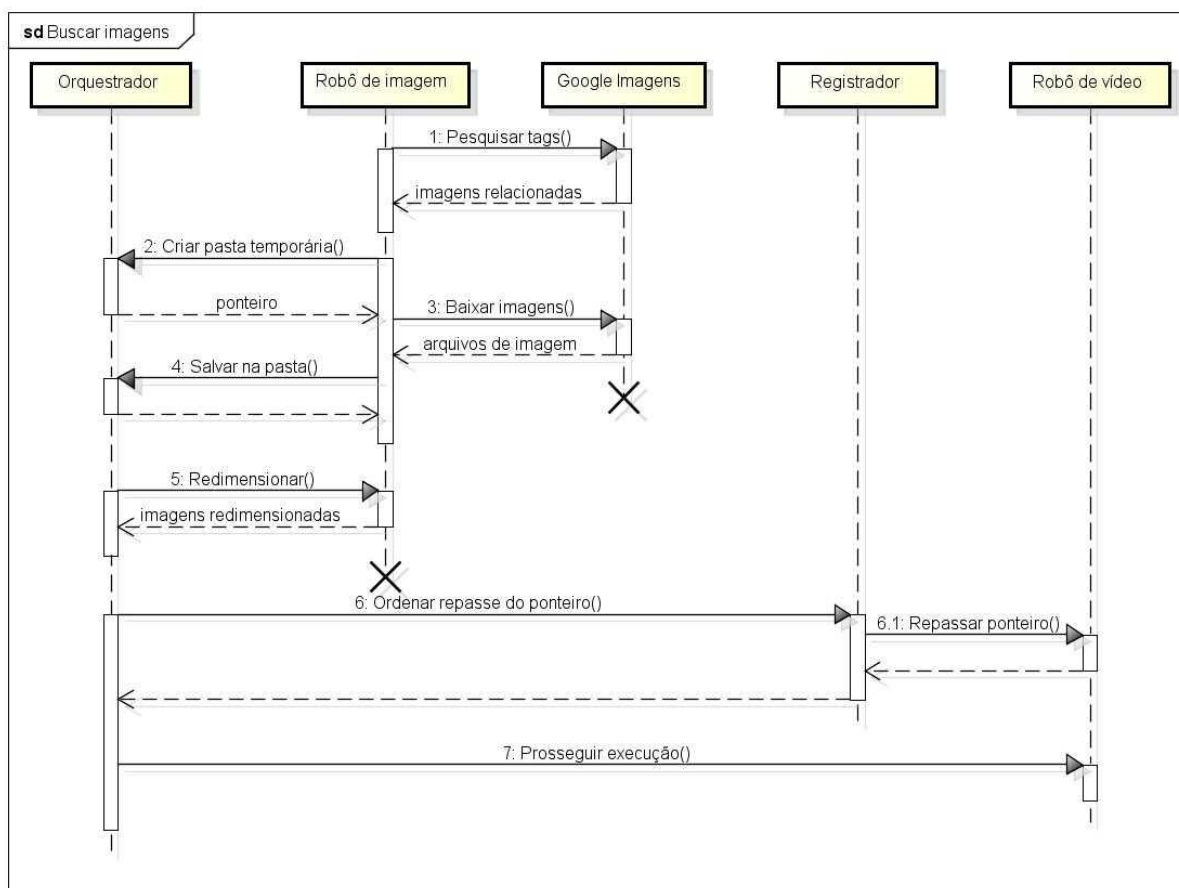 sd Buscar imagens
Orquestrador
Robô de imagem
Google Imagens
Registrador
Robô de vídeo
1: Pesquisar tags()
imagens relacionadas
2: Criar pasta temporária()
ponteiro
3: Baixar imagens()
arquivos de imagem
4: Salvar na pasta()
5: Redimensionar()
imagens redimensionadas
6: Ordenar repasse do ponteiro()
6.1: Repassar ponteiro()
7: Prosseguir execução()